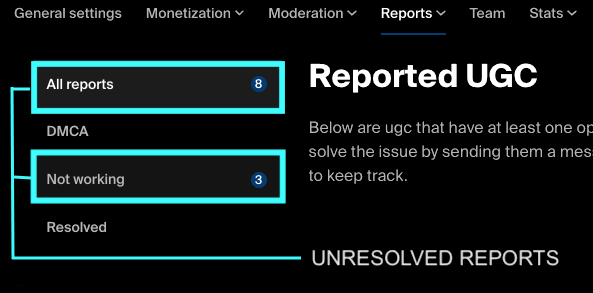 General settings Monetization Moderation Reports Team Stats
All reports 8
DMCA
Not working 3
Resolved
Reported UGC
Below are ugc that have at least one op
solve the issue by sending them a mes
to keep track.
UNRESOLVED REPORTS